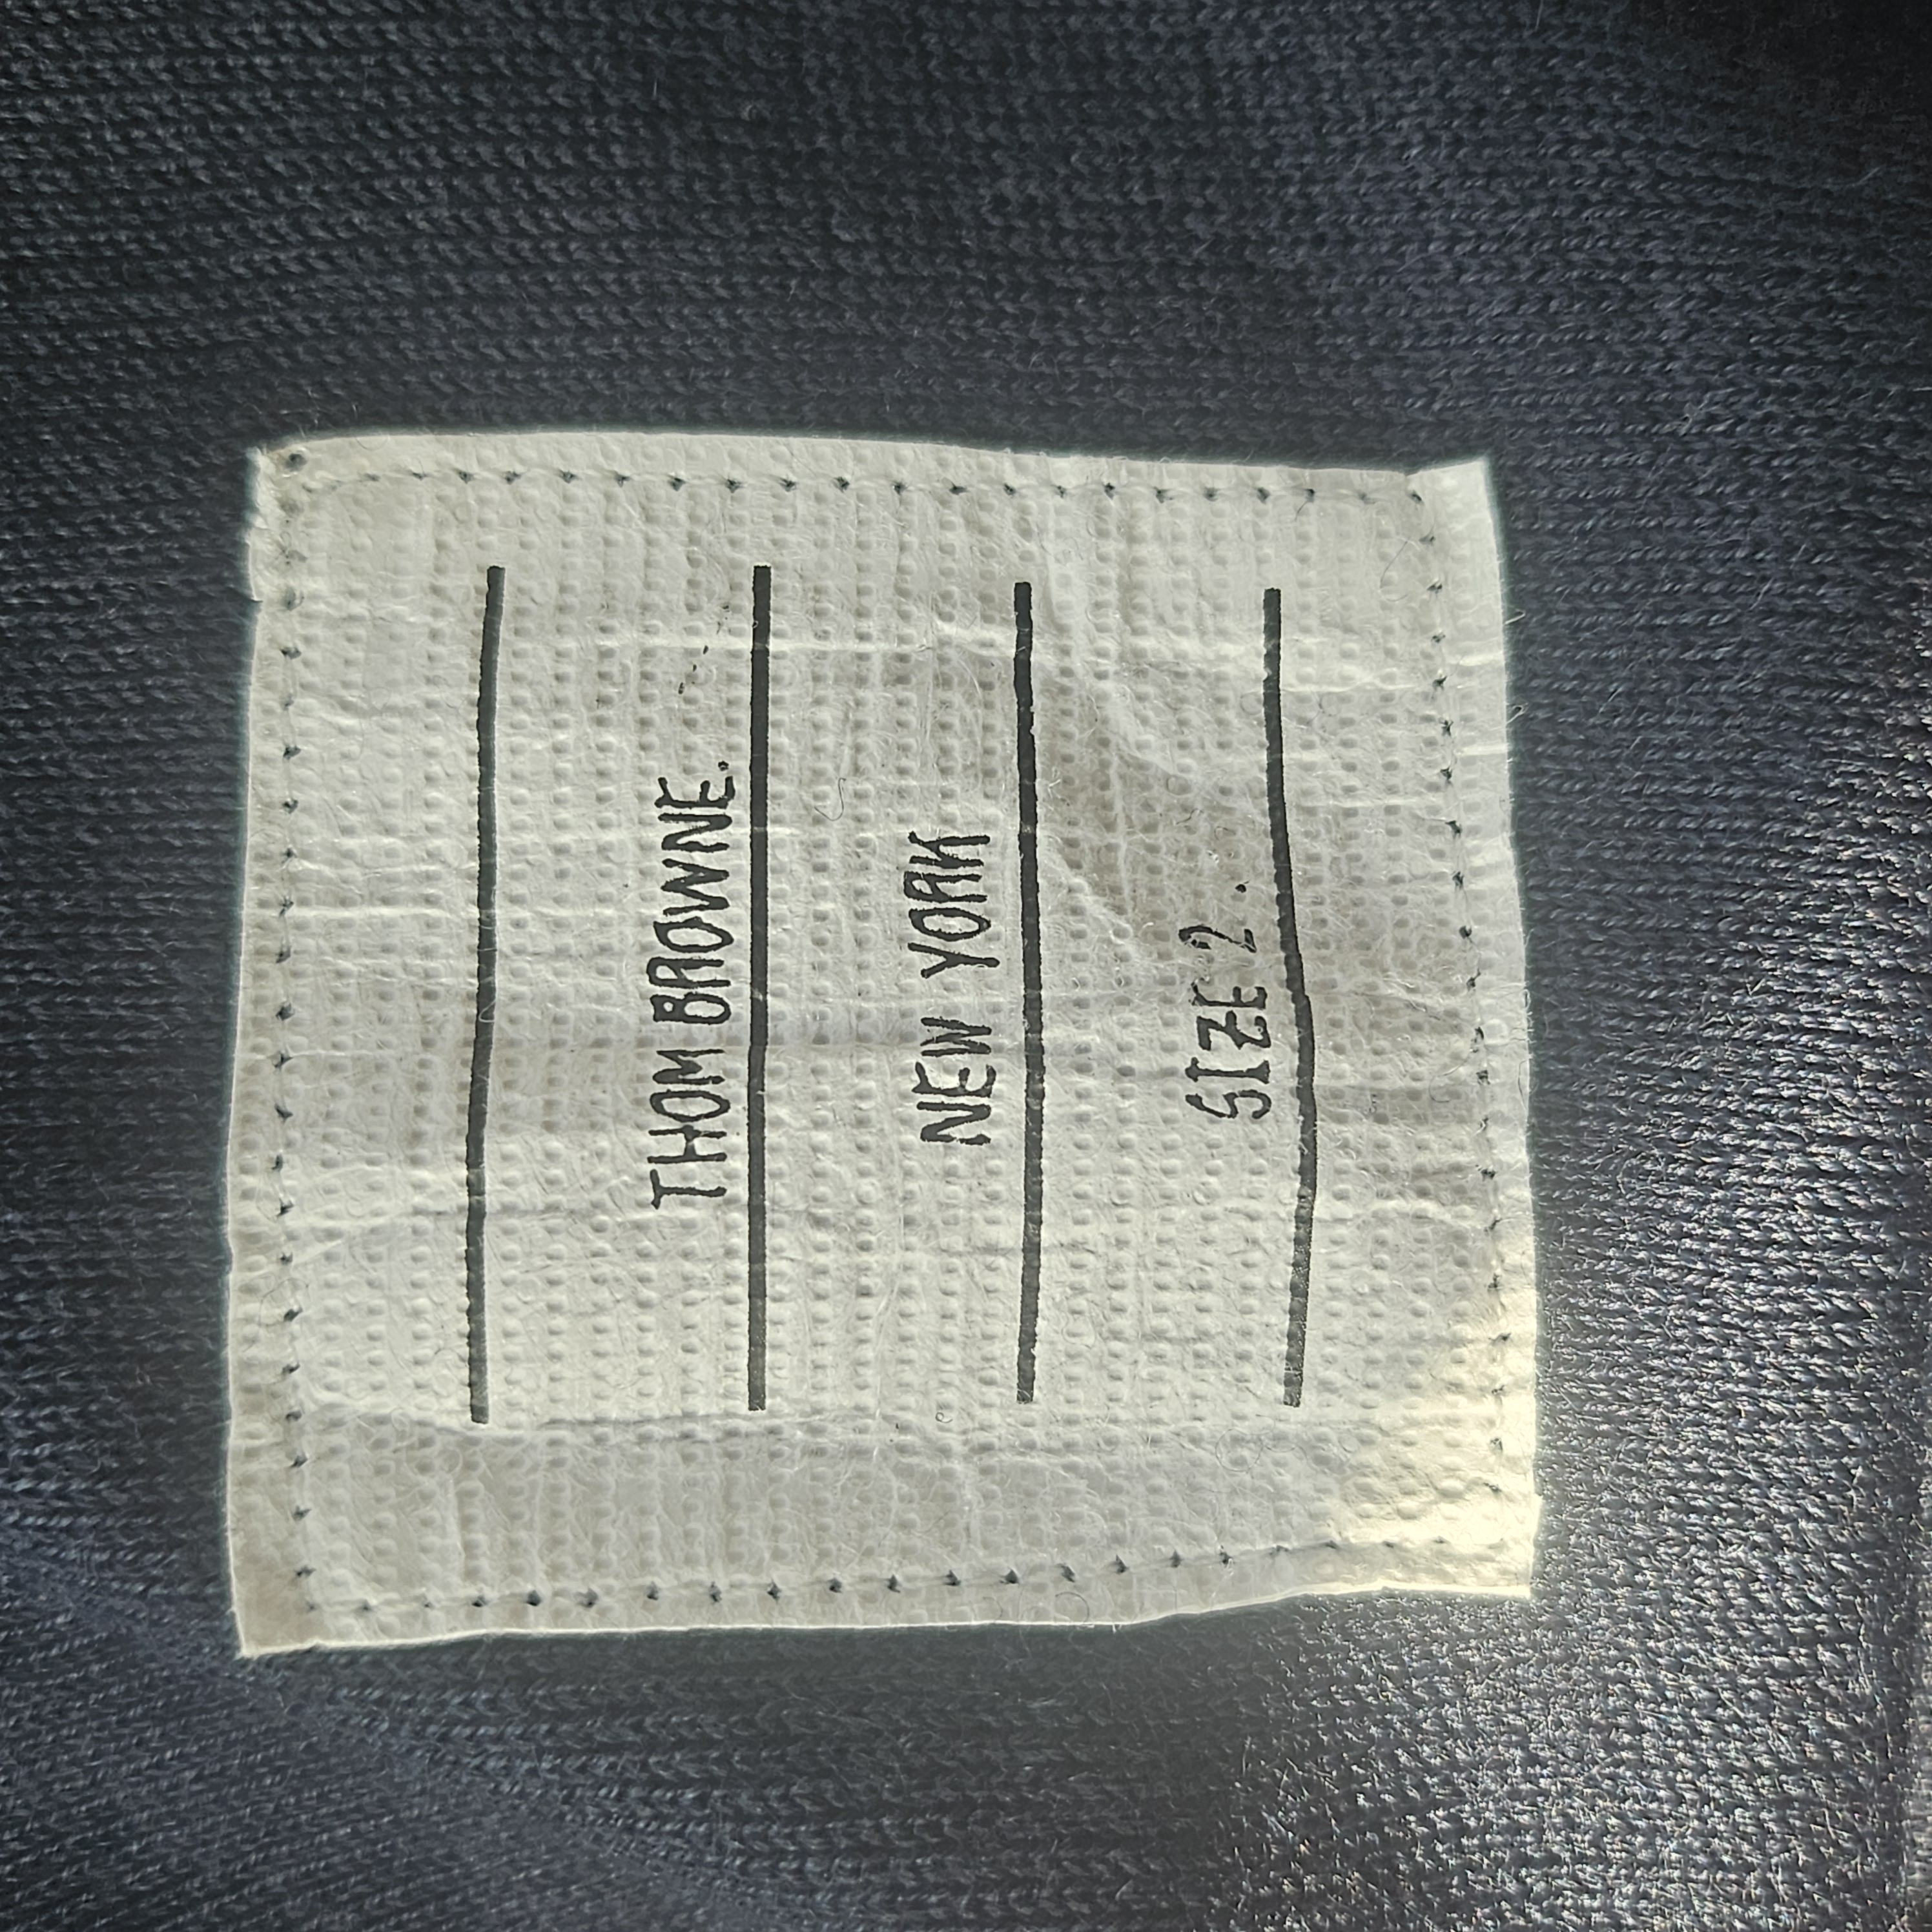 THOM BROWNE.
NEW YORK
SIZE 2.